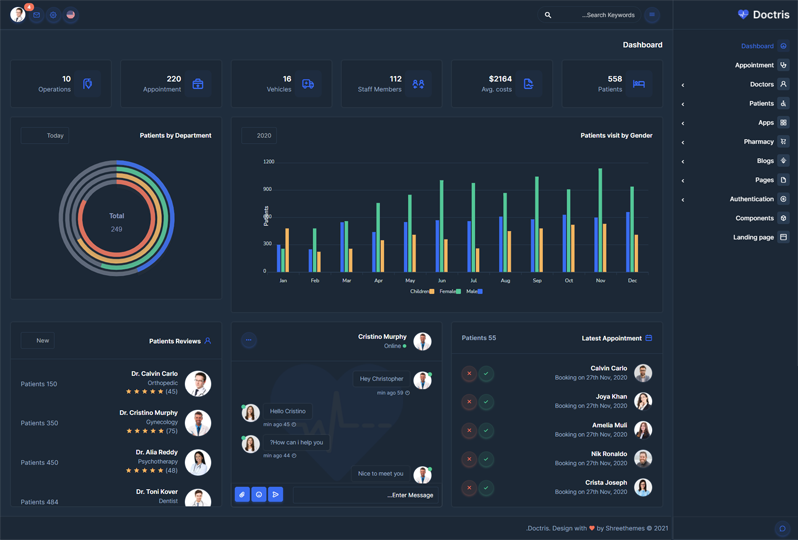 Doctris
Search Keywords...
4
Dashboard
Dashboard
Appointment
Doctors
Patients
Apps
Pharmacy
Blogs
Pages
Authentication
Components
Landing page
558
Patients
$2164
Avg. costs
112
Staff Members
16
Vehicles
220
Appointment
10
Operations
Patients visit by Gender
2020
1200
900
600
300
0
Patients
Jan Feb Mar Apr May Jun Jul Aug Sep Oct Nov Dec
Children Female Male
Patients by Department
Today
Total
249
Latest Appointment
Patients 55
Calvin Carlo
Booking on 27th Nov, 2020
Joya Khan
Booking on 27th Nov, 2020
Amelia Muli
Booking on 27th Nov, 2020
Nik Ronaldo
Booking on 27th Nov, 2020
Crista Joseph
Booking on 27th Nov, 2020
Cristino Murphy
Online
Hey Christopher
min ago 59
Hello Cristino
min ago 45
?How can i help you
min ago 44
Nice to meet you
...Enter Message
Patients Reviews
New
Dr. Calvin Carlo
Orthopedic
(45)
Patients 150
Dr. Cristino Murphy
Gynecology
(75)
Patients 350
Dr. Alia Reddy
Psychotherapy
(48)
Patients 450
Dr. Toni Kover
Dentist
Patients 484
.Doctris. Design with ❤ by Shreethemes © 2021